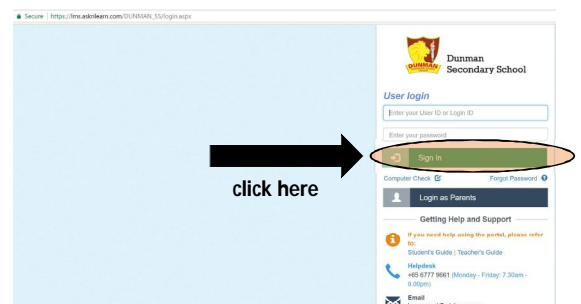 Secure | https://lms.asknlearn.com/DUNMAN_SS/login.aspx
DUNMAN
Dunman
Secondary School
User login
Enter your User ID or Login ID
Enter your password
Sign In
click here
Computer Check
Forgot Password
Login as Parents
Getting Help and Support
If you need help using the portal, please refer
to:
Student's Guide | Teacher's Guide
Helpdesk
+65 6777 9661 (Monday - Friday: 7.30am -
9.00pm)
Email